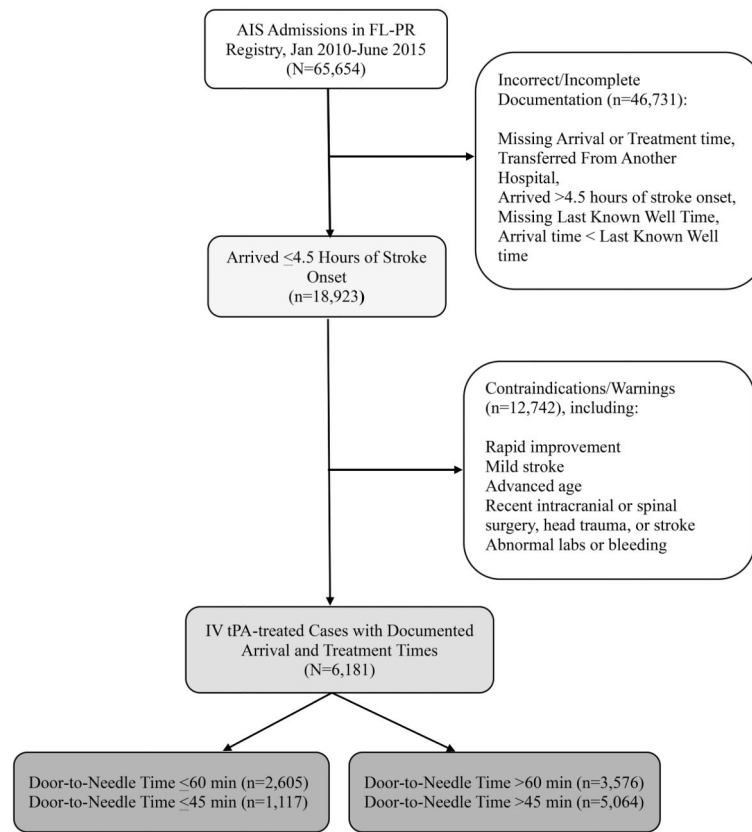 AIS Admissions in FL-PR
Registry, Jan 2010-June 2015
(N=65,654)
Incorrect/Incomplete
Documentation (n=46,731):
Missing Arrival or Treatment time,
Transferred From Another
Hospital,
Arrived >4.5 hours of stroke onset,
Missing Last Known Well Time,
Arrival time < Last Known Well
time
Arrived ≤4.5 Hours of Stroke
Onset
(n=18,923)
Contraindications/Warnings
(n=12,742), including:
Rapid improvement
Mild stroke
Advanced age
Recent intracranial or spinal
surgery, head trauma, or stroke
Abnormal labs or bleeding
IV tPA-treated Cases with Documented
Arrival and Treatment Times
(N=6,181)
Door-to-Needle Time ≤60 min (n=2,605)
Door-to-Needle Time ≤45 min (n=1,117)
Door-to-Needle Time >60 min (n=3,576)
Door-to-Needle Time >45 min (n=5,064)